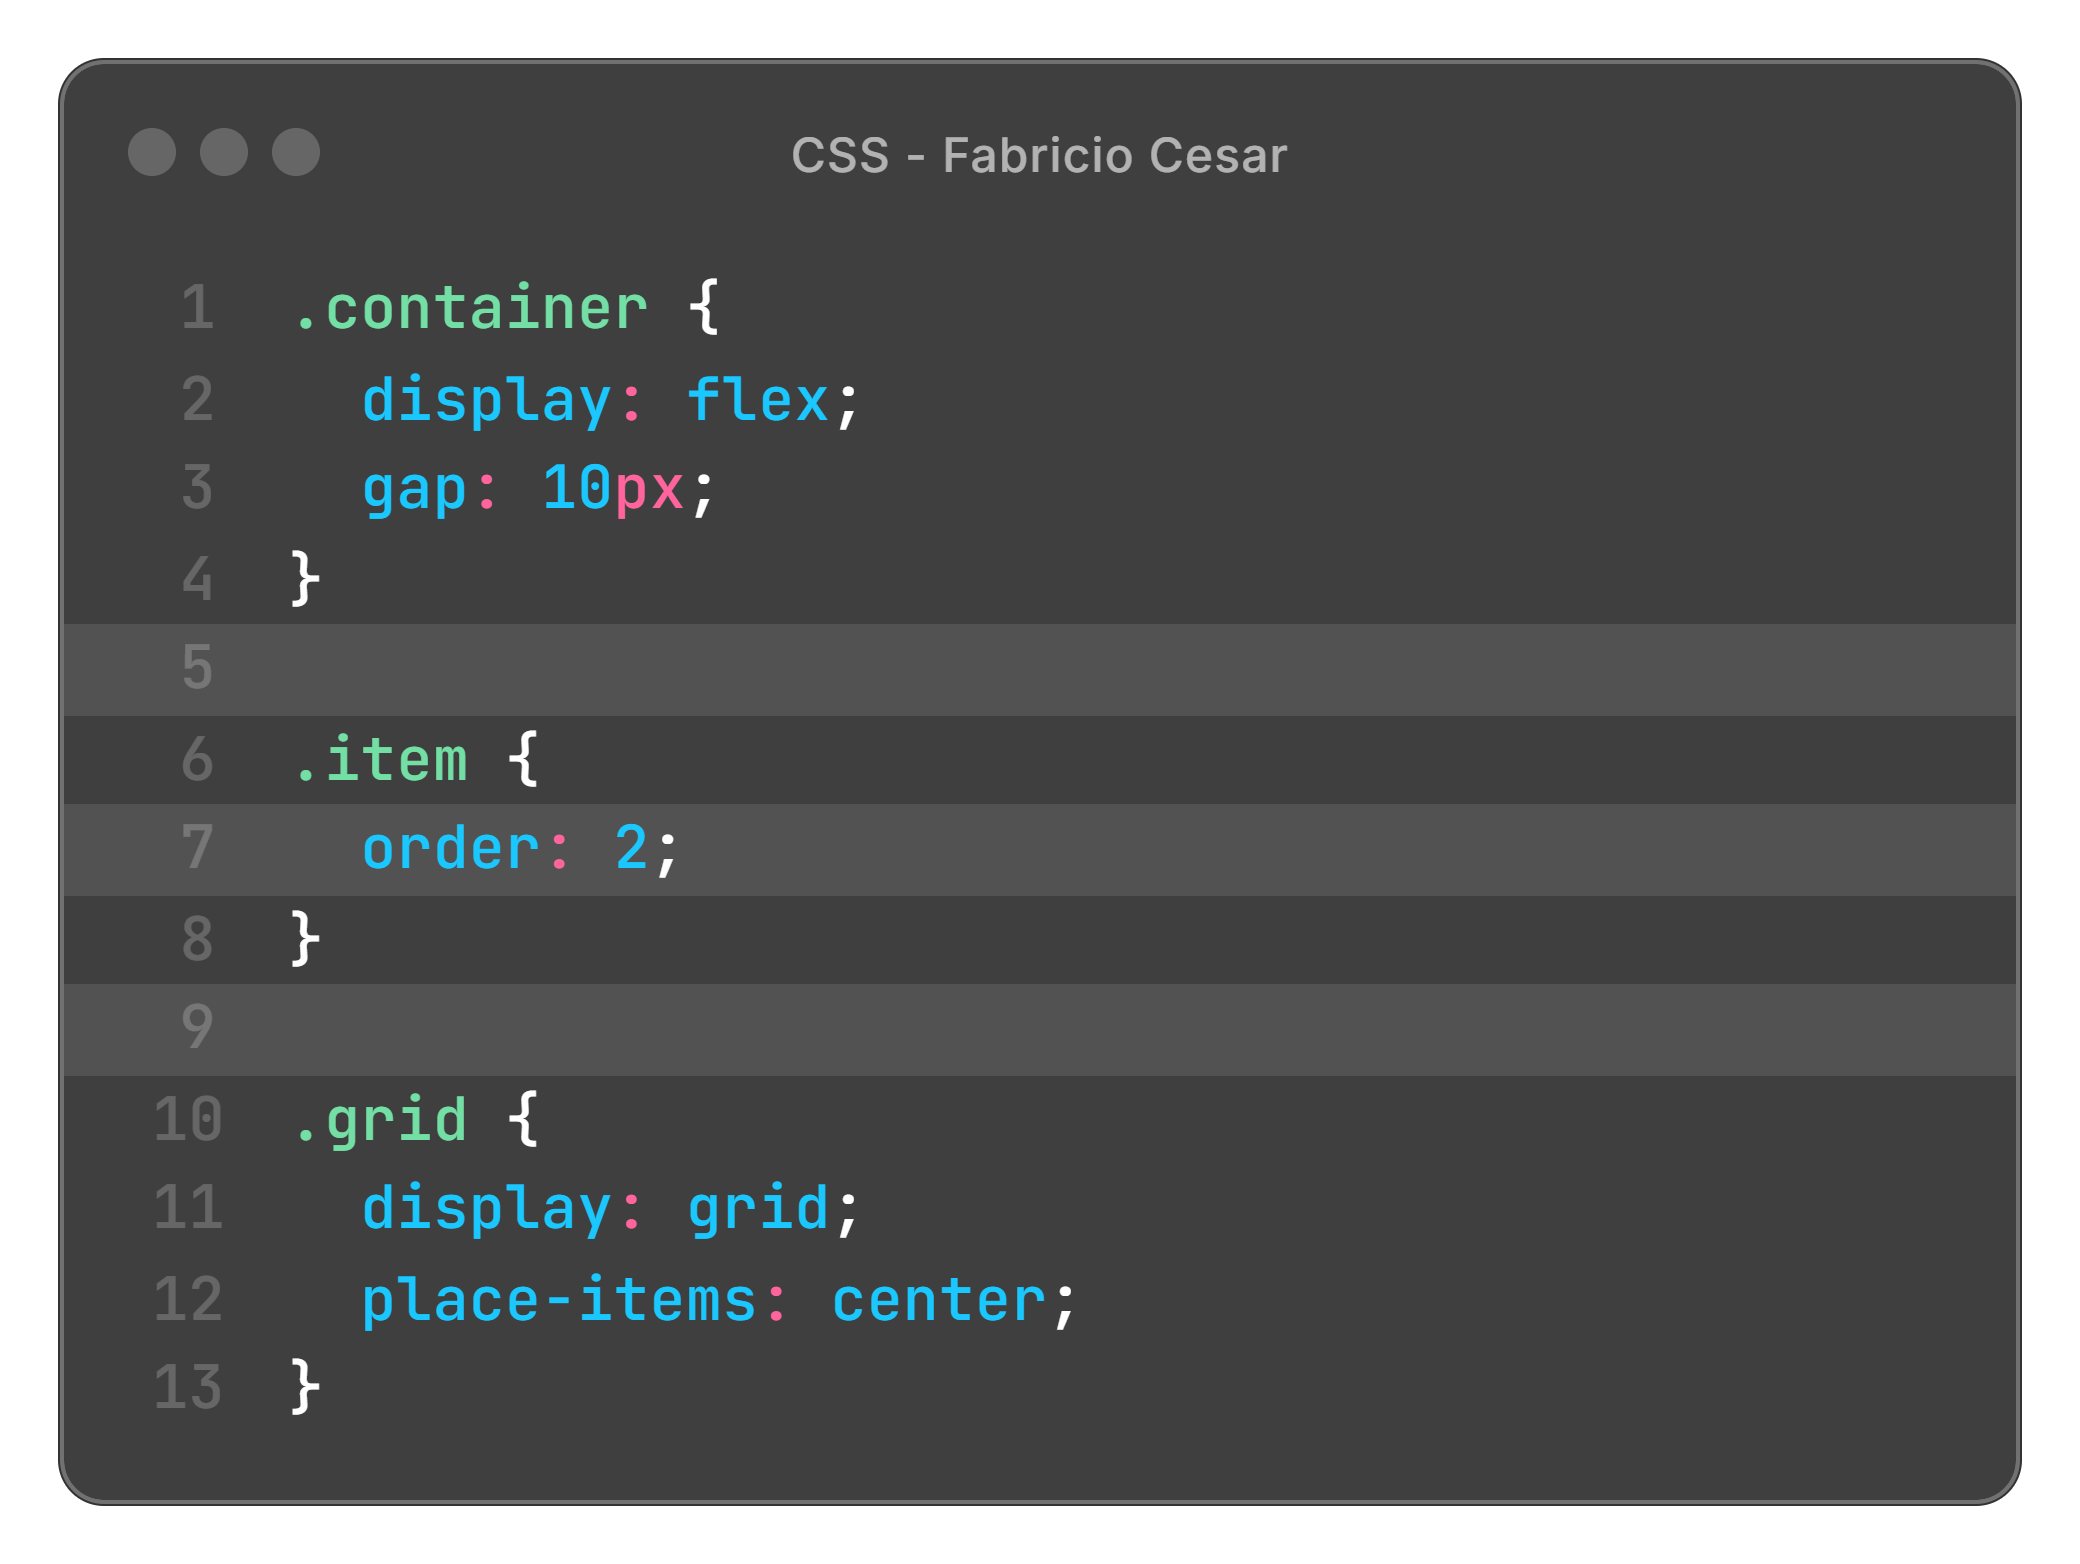 CSS - Fabricio Cesar
1 .container {
2   display: flex;
3   gap: 10px;
4 }
5
6 .item {
7   order: 2;
8 }
9
10 .grid {
11   display: grid;
12   place-items: center;
13 }